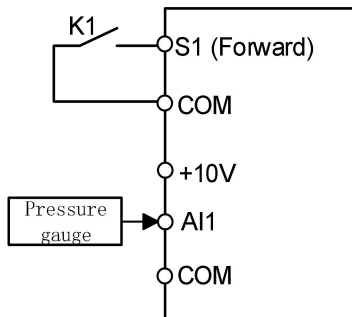 K1
S1 (Forward)
COM
+10V
Pressure
gauge
AI1
COM